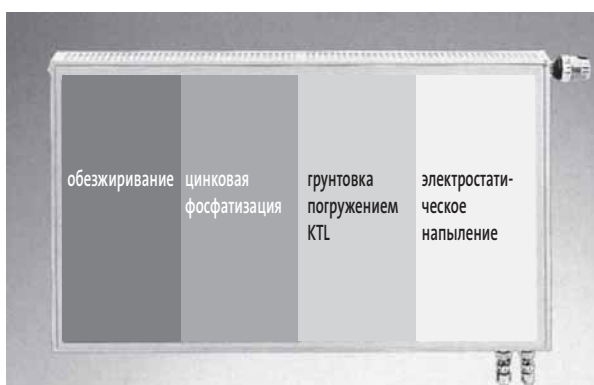 обезжиривание
цинковая
фосфатизация
грунтовка
погружением
KTL
электростати-
ческое
напыление